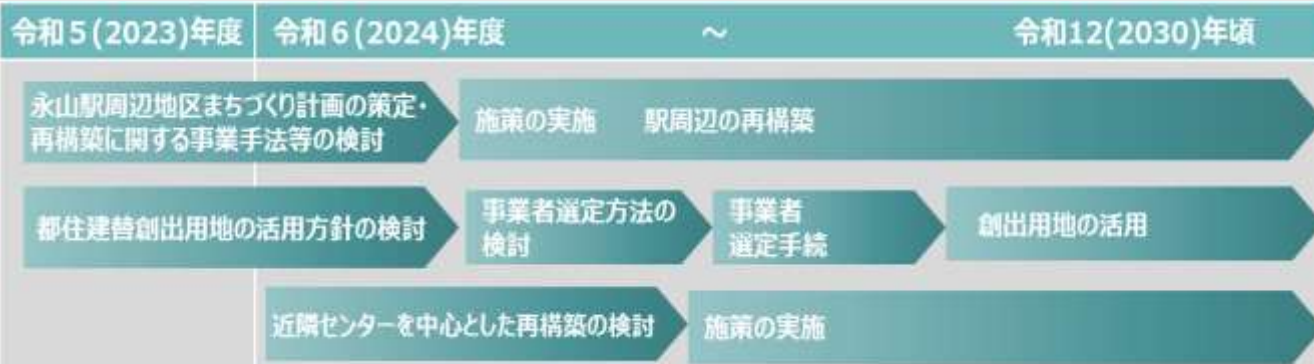 令和5(2023)年度
令和6(2024)年度 ～ 令和12(2030)年頃
永山駅周辺地区まちづくり計画の策定・
再構築に関する事業手法等の検討
施策の実施 駅周辺の再構築
都住建替創出用地の活用方針の検討
事業者選定方法の
検討
事業者
選定手続
創出用地の活用
近隣センターを中心とした再構築の検討
施策の実施